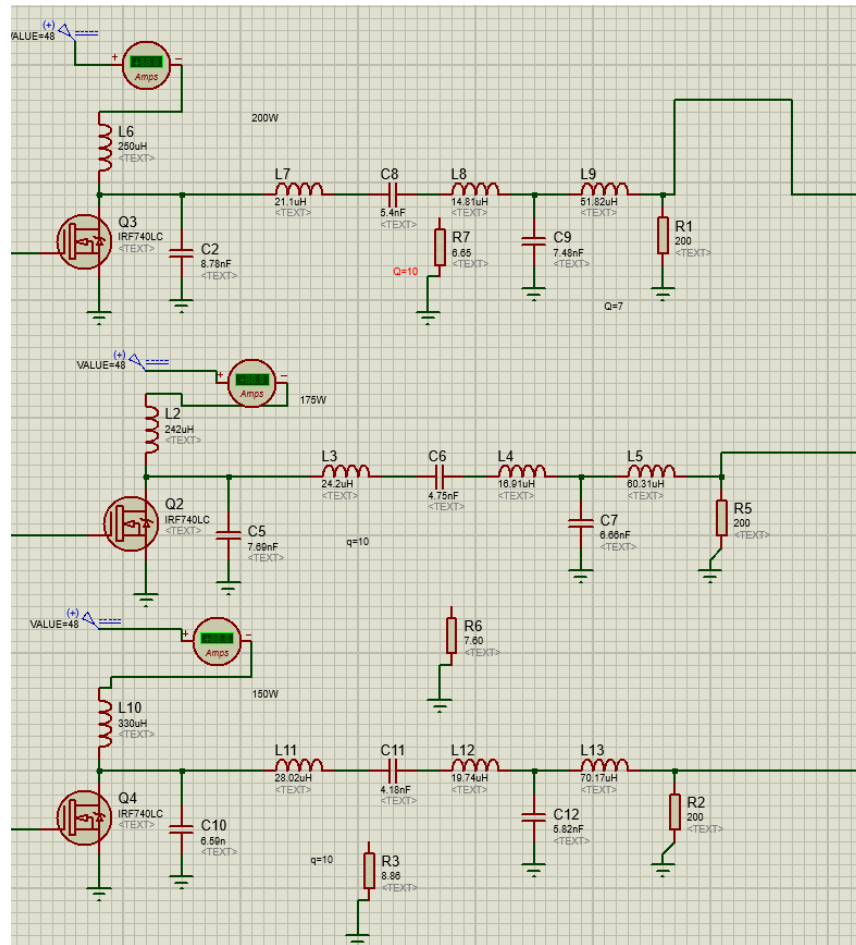 (+)
VALUE=48
+
-
+88.8
Amps
L6
250uH
<TEXT>
200W
L7
21.1uH
<TEXT>
C8
5.4nF
<TEXT>
L8
14.81uH
<TEXT>
L9
51.82uH
<TEXT>
Q3
IRF740LC
<TEXT>
C2
8.78nF
<TEXT>
R7
6.65
<TEXT>
Q=10
C9
7.48nF
<TEXT>
R1
200
<TEXT>
Q=7
(+)
VALUE=48
+
-
Amps
175W
L2
242uH
<TEXT>
L3
24.2uH
<TEXT>
C6
4.75nF
<TEXT>
L4
16.91uH
<TEXT>
L5
60.31uH
<TEXT>
Q2
IRF740LC
<TEXT>
C5
7.69nF
<TEXT>
q=10
C7
6.66nF
<TEXT>
R5
200
<TEXT>
(+)
VALUE=48
+
-
Amps
R6
7.60
<TEXT>
150W
L10
330uH
<TEXT>
L11
28.02uH
<TEXT>
C11
4.18nF
<TEXT>
L12
19.74uH
<TEXT>
L13
70.17uH
<TEXT>
Q4
IRF740LC
<TEXT>
C10
6.59n
<TEXT>
C12
5.82nF
<TEXT>
R2
200
<TEXT>
q=10
R3
8.86
<TEXT>